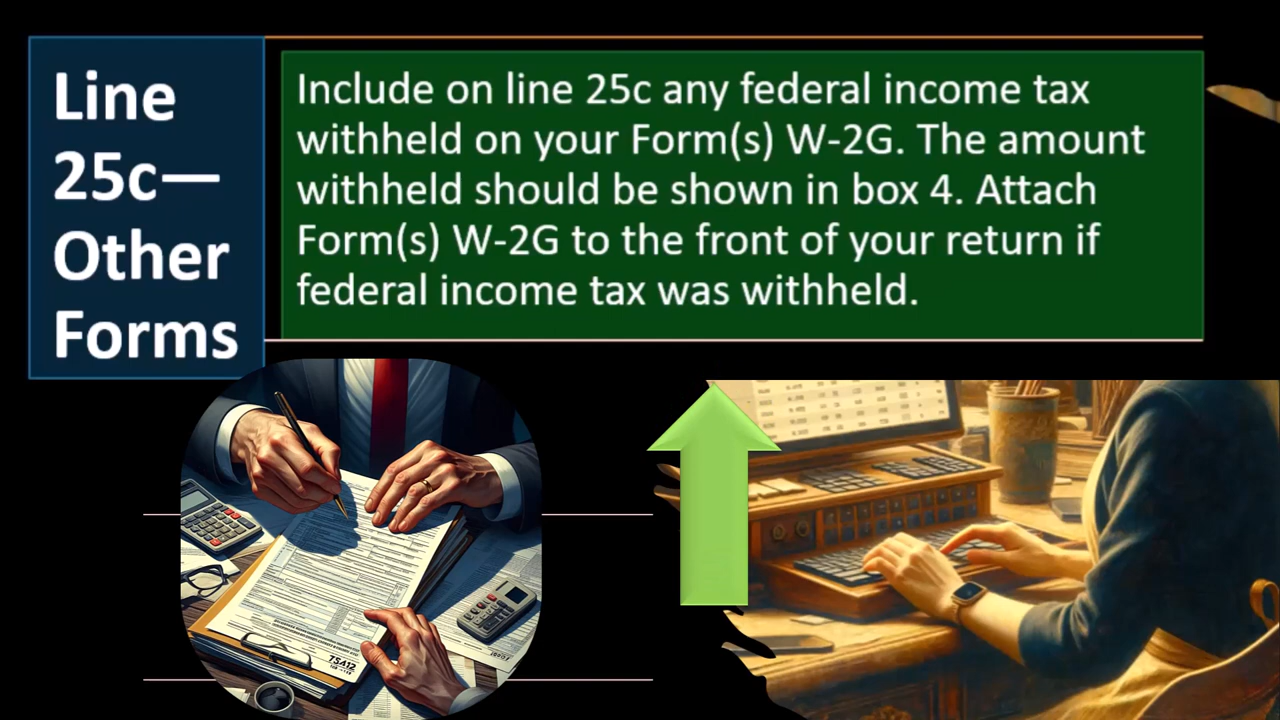 Line
25c—
Other
Forms
Include on line 25c any federal income tax
withheld on your Form(s) W-2G. The amount
withheld should be shown in box 4. Attach
Form(s) W-2G to the front of your return if
federal income tax was withheld.